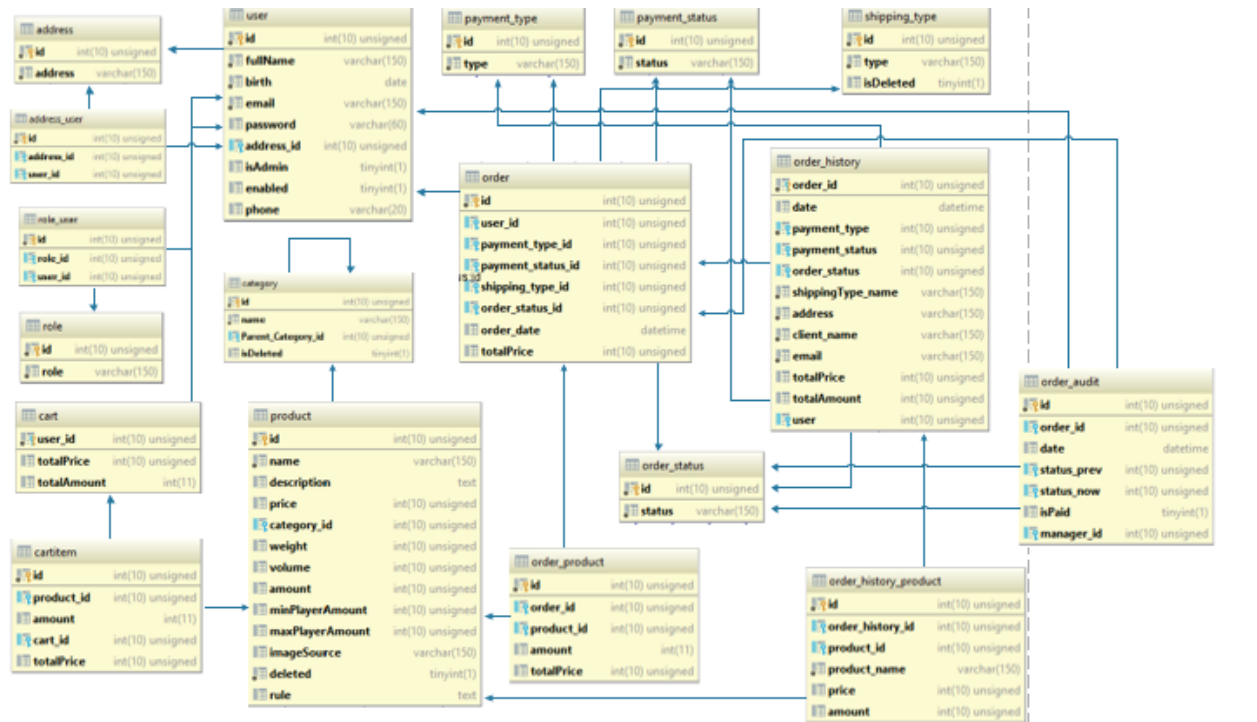 address
id int(10) unsigned
address varchar(150)
address_user
id int(10) unsigned
address_id int(10) unsigned
user_id int(10) unsigned
role_user
id int(10) unsigned
role_id int(10) unsigned
user_id int(10) unsigned
role
id int(10) unsigned
role varchar(150)
cart
user_id int(10) unsigned
totalPrice int(10) unsigned
totalAmount int(11)
cartitem
id int(10) unsigned
product_id int(10) unsigned
amount int(11)
cart_id int(10) unsigned
totalPrice int(10) unsigned
user
id int(10) unsigned
fullName varchar(150)
birth date
email varchar(150)
password varchar(60)
address_id int(10) unsigned
isAdmin tinyint(1)
enabled tinyint(1)
phone varchar(20)
category
id int(10) unsigned
name varchar(150)
Parent_Category_id int(10) unsigned
isDeleted tinyint(1)
product
id int(10) unsigned
name varchar(150)
description text
price int(10) unsigned
category_id int(10) unsigned
weight int(10) unsigned
volume int(10) unsigned
amount int(10) unsigned
minPlayerAmount int(10) unsigned
maxPlayerAmount int(10) unsigned
imageSource varchar(150)
deleted tinyint(1)
rule text
payment_type
id int(10) unsigned
type varchar(150)
payment_status
id int(10) unsigned
status varchar(150)
shipping_type
id int(10) unsigned
type varchar(150)
isDeleted tinyint(1)
order
id int(10) unsigned
user_id int(10) unsigned
payment_type_id int(10) unsigned
payment_status_id int(10) unsigned
shipping_type_id int(10) unsigned
order_status_id int(10) unsigned
order_date datetime
totalPrice int(10) unsigned
order_history
order_id int(10) unsigned
date datetime
payment_type int(10) unsigned
payment_status int(10) unsigned
order_status int(10) unsigned
shippingType_name varchar(150)
address varchar(150)
client_name varchar(150)
email varchar(150)
totalPrice int(10) unsigned
totalAmount int(10) unsigned
user int(10) unsigned
order_status
id int(10) unsigned
status varchar(150)
order_audit
id int(10) unsigned
order_id int(10) unsigned
date datetime
status_prev int(10) unsigned
status_now int(10) unsigned
isPaid tinyint(1)
manager_id int(10) unsigned
order_product
id int(10) unsigned
order_id int(10) unsigned
product_id int(10) unsigned
amount int(11)
totalPrice int(10) unsigned
order_history_product
id int(10) unsigned
order_history_id int(10) unsigned
product_id int(10) unsigned
product_name varchar(150)
price int(10) unsigned
amount int(10) unsigned